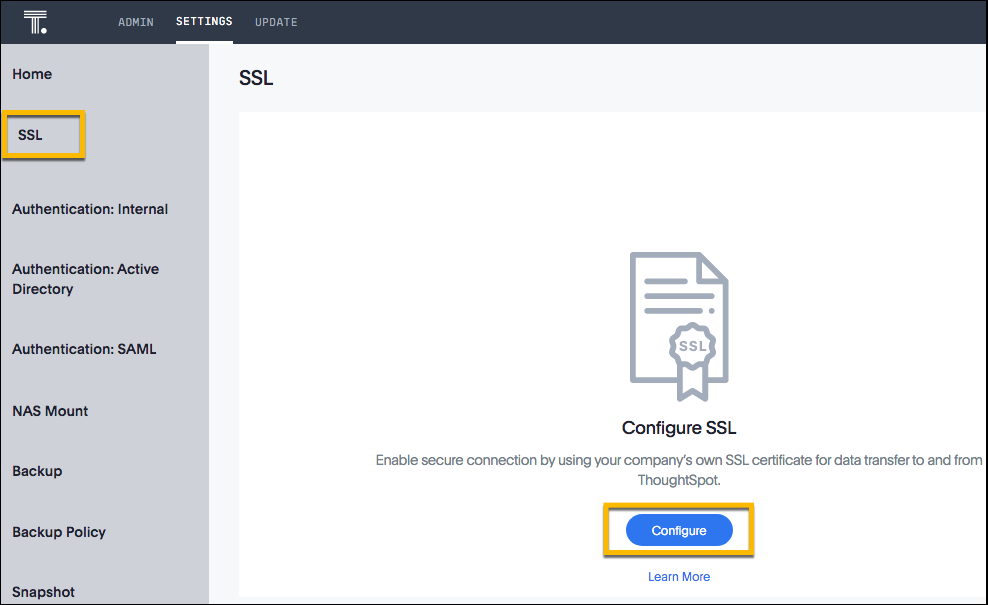 ADMIN SETTINGS UPDATE
Home
SSL
Authentication: Internal
Authentication: Active
Directory
Authentication: SAML
NAS Mount
Backup
Backup Policy
Snapshot
SSL
SSL
Configure SSL
Enable secure connection by using your company's own SSL certificate for data transfer to and from
ThoughtSpot.
Configure
Learn More